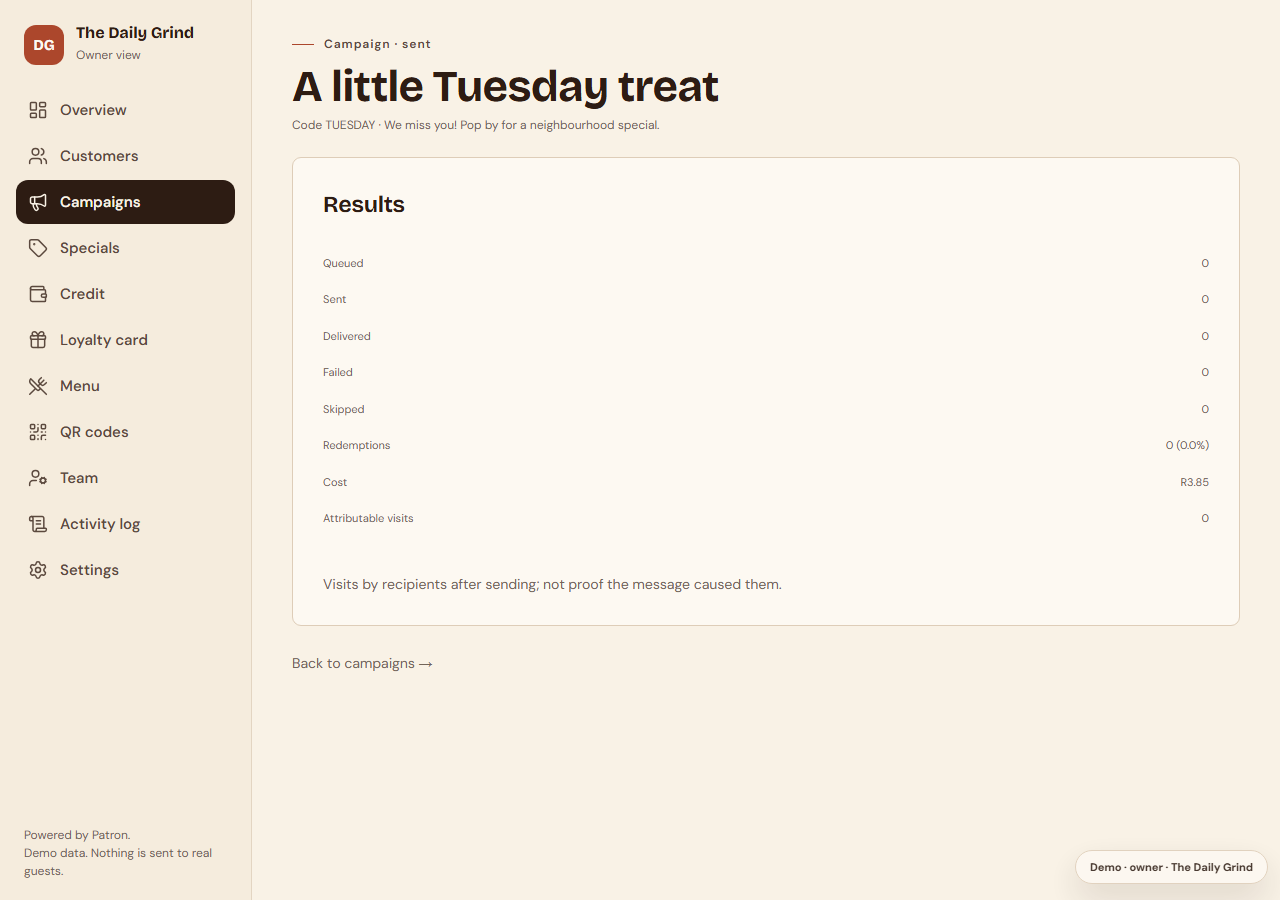 DG
The Daily Grind
Owner view
Overview
Customers
Campaigns
Specials
Credit
Loyalty card
Menu
QR codes
Team
Activity log
Settings
Powered by Patron.
Demo data. Nothing is sent to real
guests.
Campaign · sent
A little Tuesday treat
Code TUESDAY · We miss you! Pop by for a neighbourhood special.
Results
Queued 0
Sent 0
Delivered 0
Failed 0
Skipped 0
Redemptions 0 (0.0%)
Cost R3.85
Attributable visits 0
Visits by recipients after sending; not proof the message caused them.
Back to campaigns →
Demo · owner · The Daily Grind